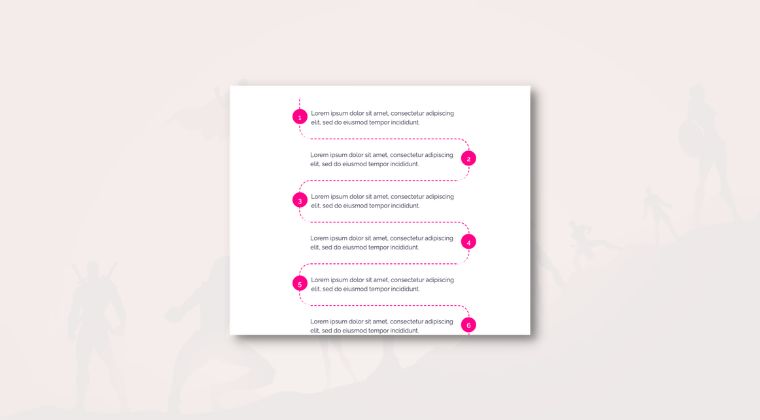 1
Lorem ipsum dolor sit amet, consectetur adipiscing
elit, sed do eiusmod tempor incididunt.
Lorem ipsum dolor sit amet, consectetur adipiscing
elit, sed do eiusmod tempor incididunt.
2
3
Lorem ipsum dolor sit amet, consectetur adipiscing
elit, sed do eiusmod tempor incididunt.
Lorem ipsum dolor sit amet, consectetur adipiscing
elit, sed do eiusmod tempor incididunt.
4
5
Lorem ipsum dolor sit amet, consectetur adipiscing
elit, sed do eiusmod tempor incididunt.
Lorem ipsum dolor sit amet, consectetur adipiscing
elit, sed do eiusmod tempor incididunt.
6